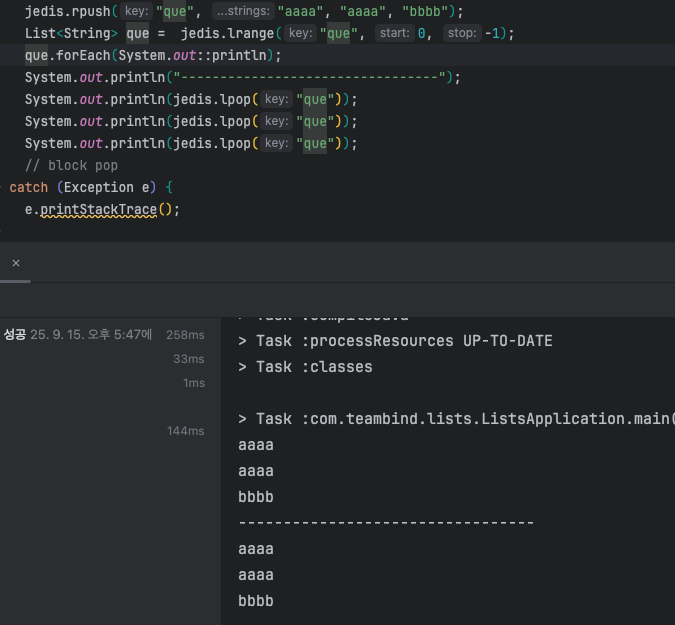 jedis.rpush( key: "que", ...strings: "aaaa", "aaaa", "bbbb");
List<String> que =  jedis.lrange( key: "que", start: 0, stop: -1);
que.forEach(System.out::println);
System.out.println("-------------------------------");
System.out.println(jedis.lpop( key: "que"));
System.out.println(jedis.lpop( key: "que"));
System.out.println(jedis.lpop( key: "que"));
// block pop
catch (Exception e) {
e.printStackTrace();
×
성공 25. 9. 15. 오후 5:47에 258ms
33ms
1ms
144ms
> Task :processResources UP-TO-DATE
> Task :classes
> Task :com.teambind.lists.ListsApplication.main(
aaaa
aaaa
bbbb
---------------------------------
aaaa
aaaa
bbbb